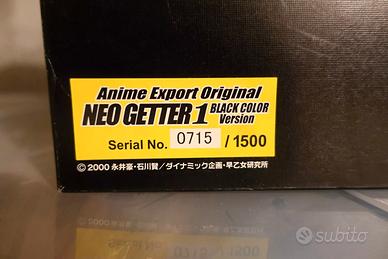 Anime Export Original
NEO GETTER 1 BLACK COLOR Version
Serial No. 0715 / 1500
© 2000 永井豪・石川賢/ダイナミック企画・早乙女研究所
subito